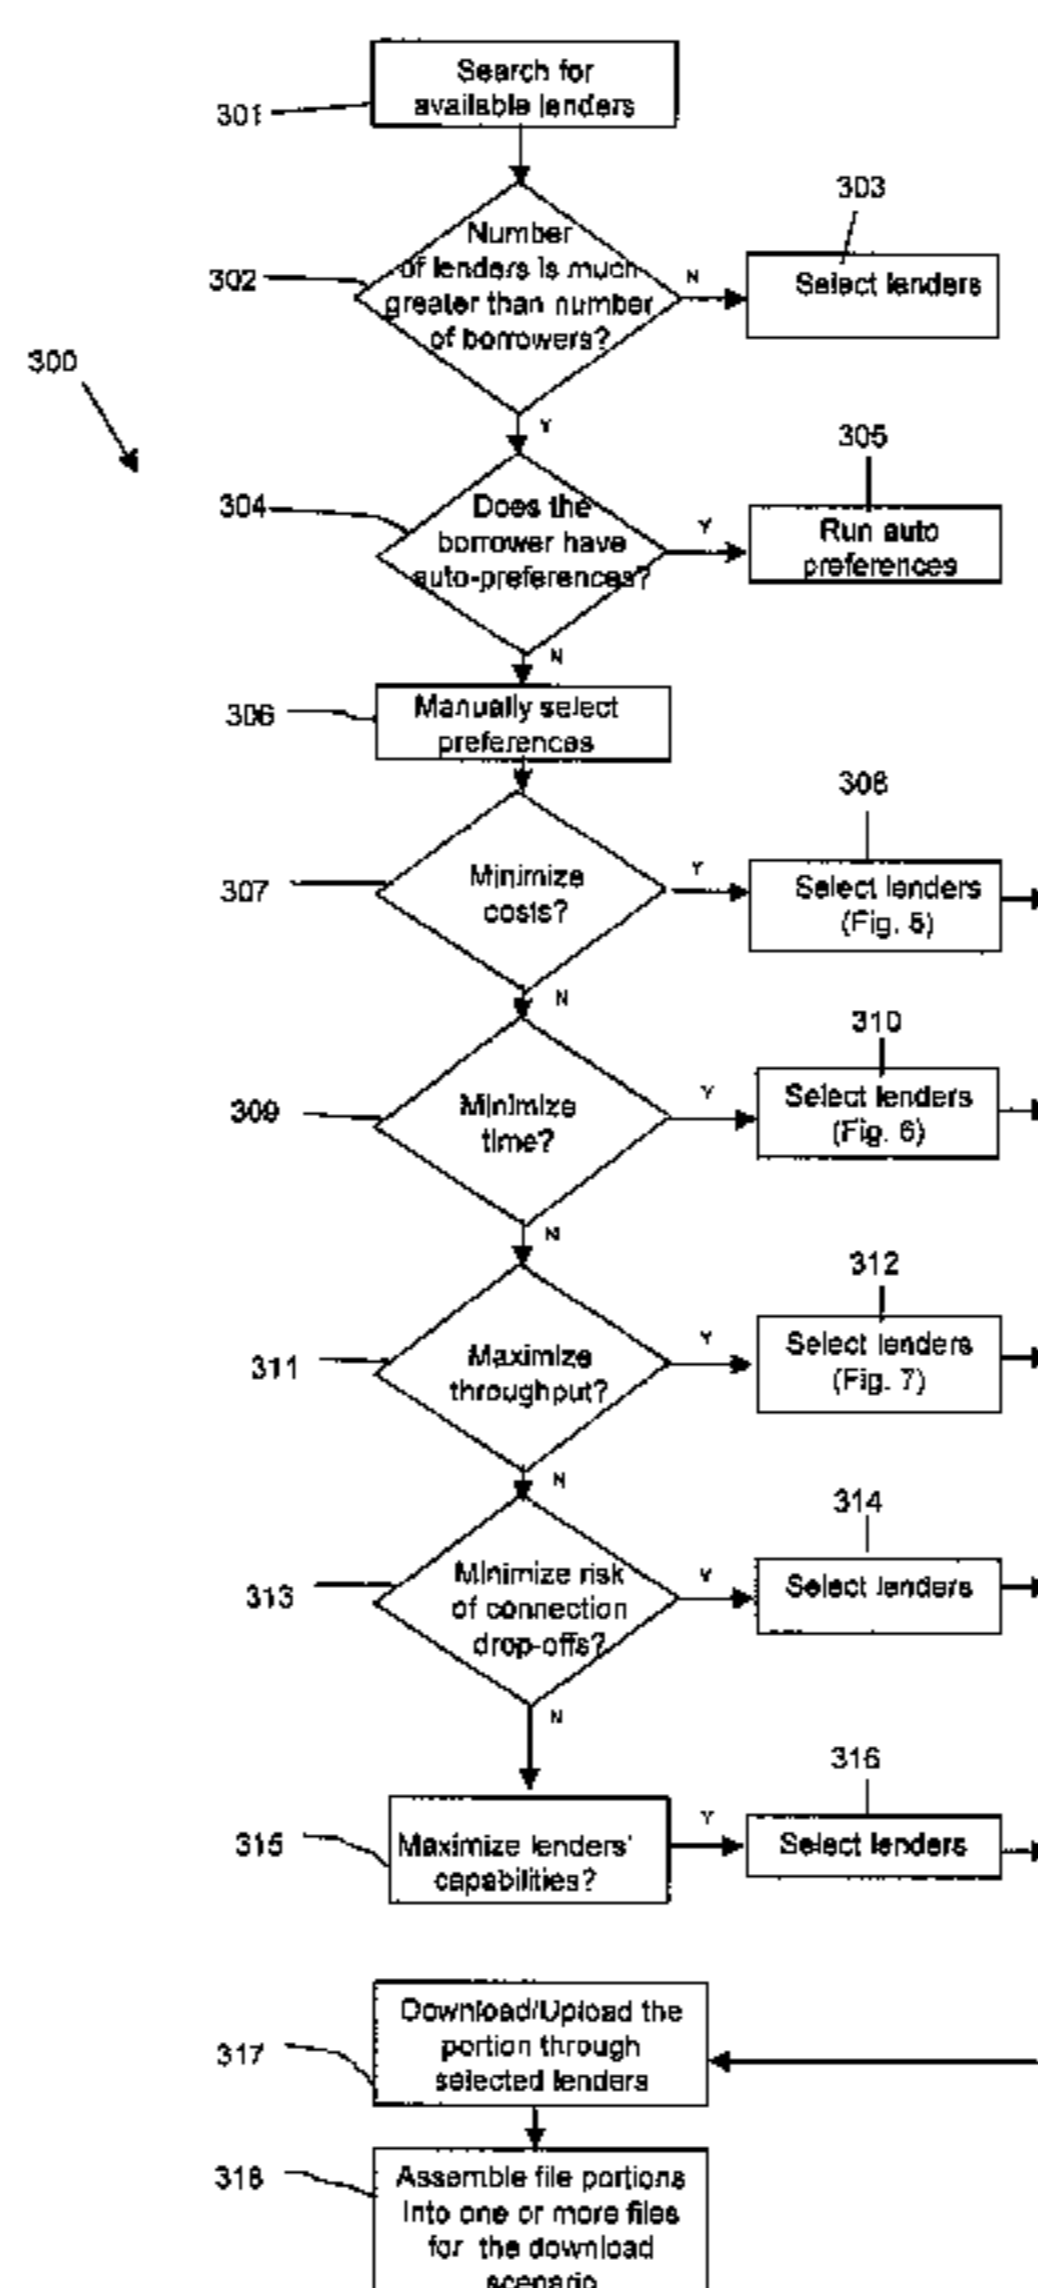 Search for
available lenders
301
Number
of lenders is much
greater than number
of borrowers?
302
N
303
Select lenders
300
Y
304
Does the
borrower have
auto-preferences?
Y
305
Run auto
preferences
N
306
Manually select
preferences
307
Minimize
costs?
Y
308
Select lenders
(Fig. 5)
N
309
Minimize
time?
Y
310
Select lenders
(Fig. 6)
N
311
Maximize
throughput?
Y
312
Select lenders
(Fig. 7)
N
313
Minimize risk
of connection
drop-offs?
Y
314
Select lenders
N
315
Maximize lenders'
capabilities?
Y
316
Select lenders
317
Download/Upload the
portion through
selected lenders
318
Assemble file portions
into one or more files
for the download
scenario